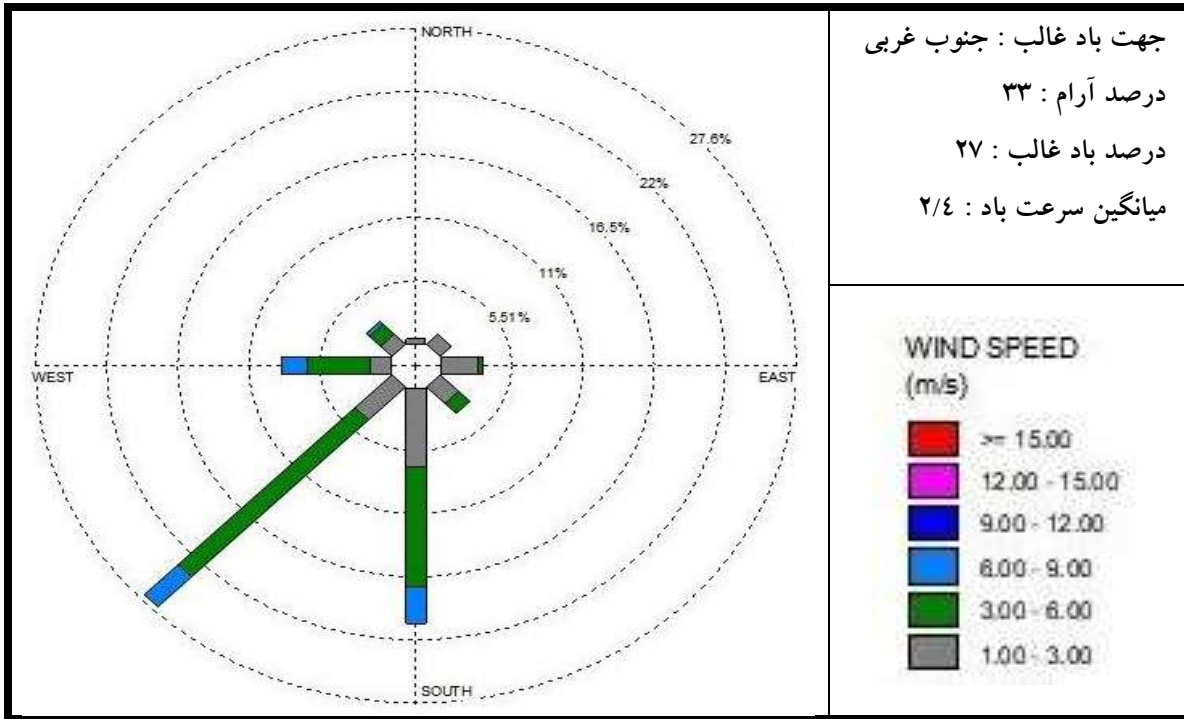 NORTH
27.6%
22%
16.5%
11%
5.51%
WEST
EAST
SOUTH
جهت باد غالب : جنوب غربی
درصد آرام : ۳۳
درصد باد غالب : ۲۷
میانگین سرعت باد : ۲/٤
WIND SPEED
(m/s)
>= 15.00
12.00 - 15.00
9.00 - 12.00
6.00 - 9.00
3.00 - 6.00
1.00 - 3.00